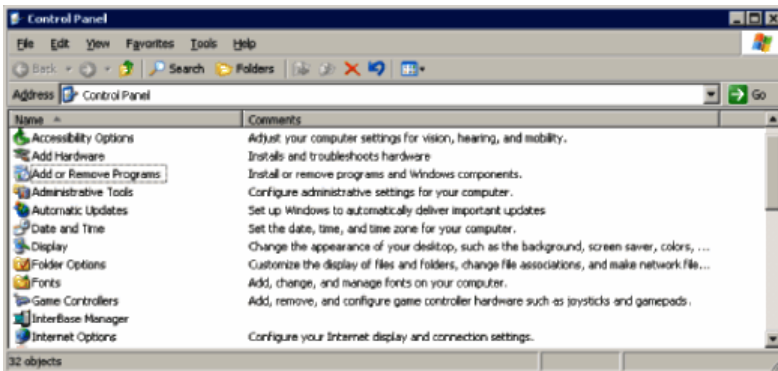 Control Panel
File Edit View Favorites Tools Help
Back Search Folders
Address Control Panel Go
Name Comments
Accessibility Options Adjust your computer settings for vision, hearing, and mobility.
Add Hardware Installs and troubleshoots hardware
Add or Remove Programs Install or remove programs and Windows components.
Administrative Tools Configure administrative settings for your computer.
Automatic Updates Set up Windows to automatically deliver important updates
Date and Time Set the date, time, and time zone for your computer.
Display Change the appearance of your desktop, such as the background, screen saver, colors, ...
Folder Options Customize the display of files and folders, change file associations, and make network file...
Fonts Add, change, and manage fonts on your computer.
Game Controllers Add, remove, and configure game controller hardware such as joysticks and gamepads.
InterBase Manager
Internet Options Configure your Internet display and connection settings.
32 objects